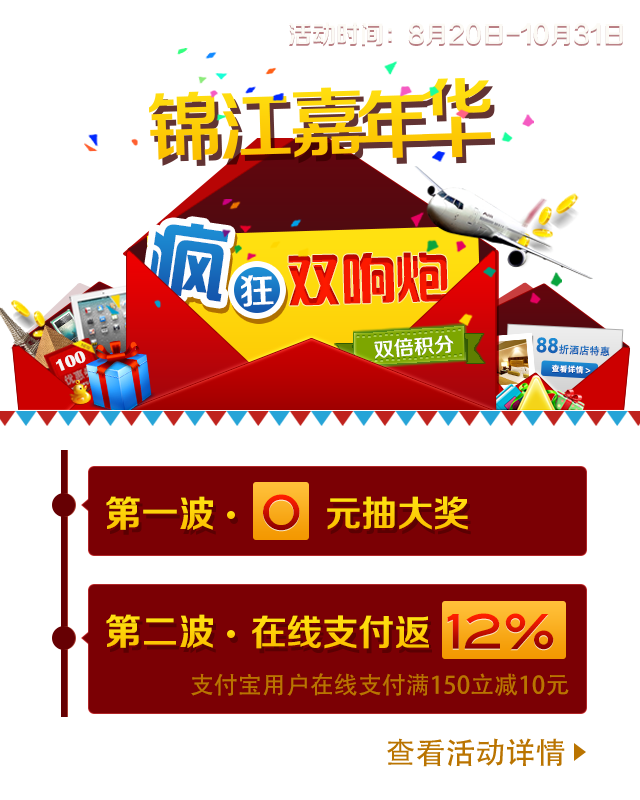 活动时间：8月20日-10月31日
锦江嘉年华
疯狂双响炮
双倍积分
100
优惠
88折酒店特惠
查看详情 >
第一波·0元抽大奖
第二波·在线支付返12%
支付宝用户在线支付满150立减10元
查看活动详情